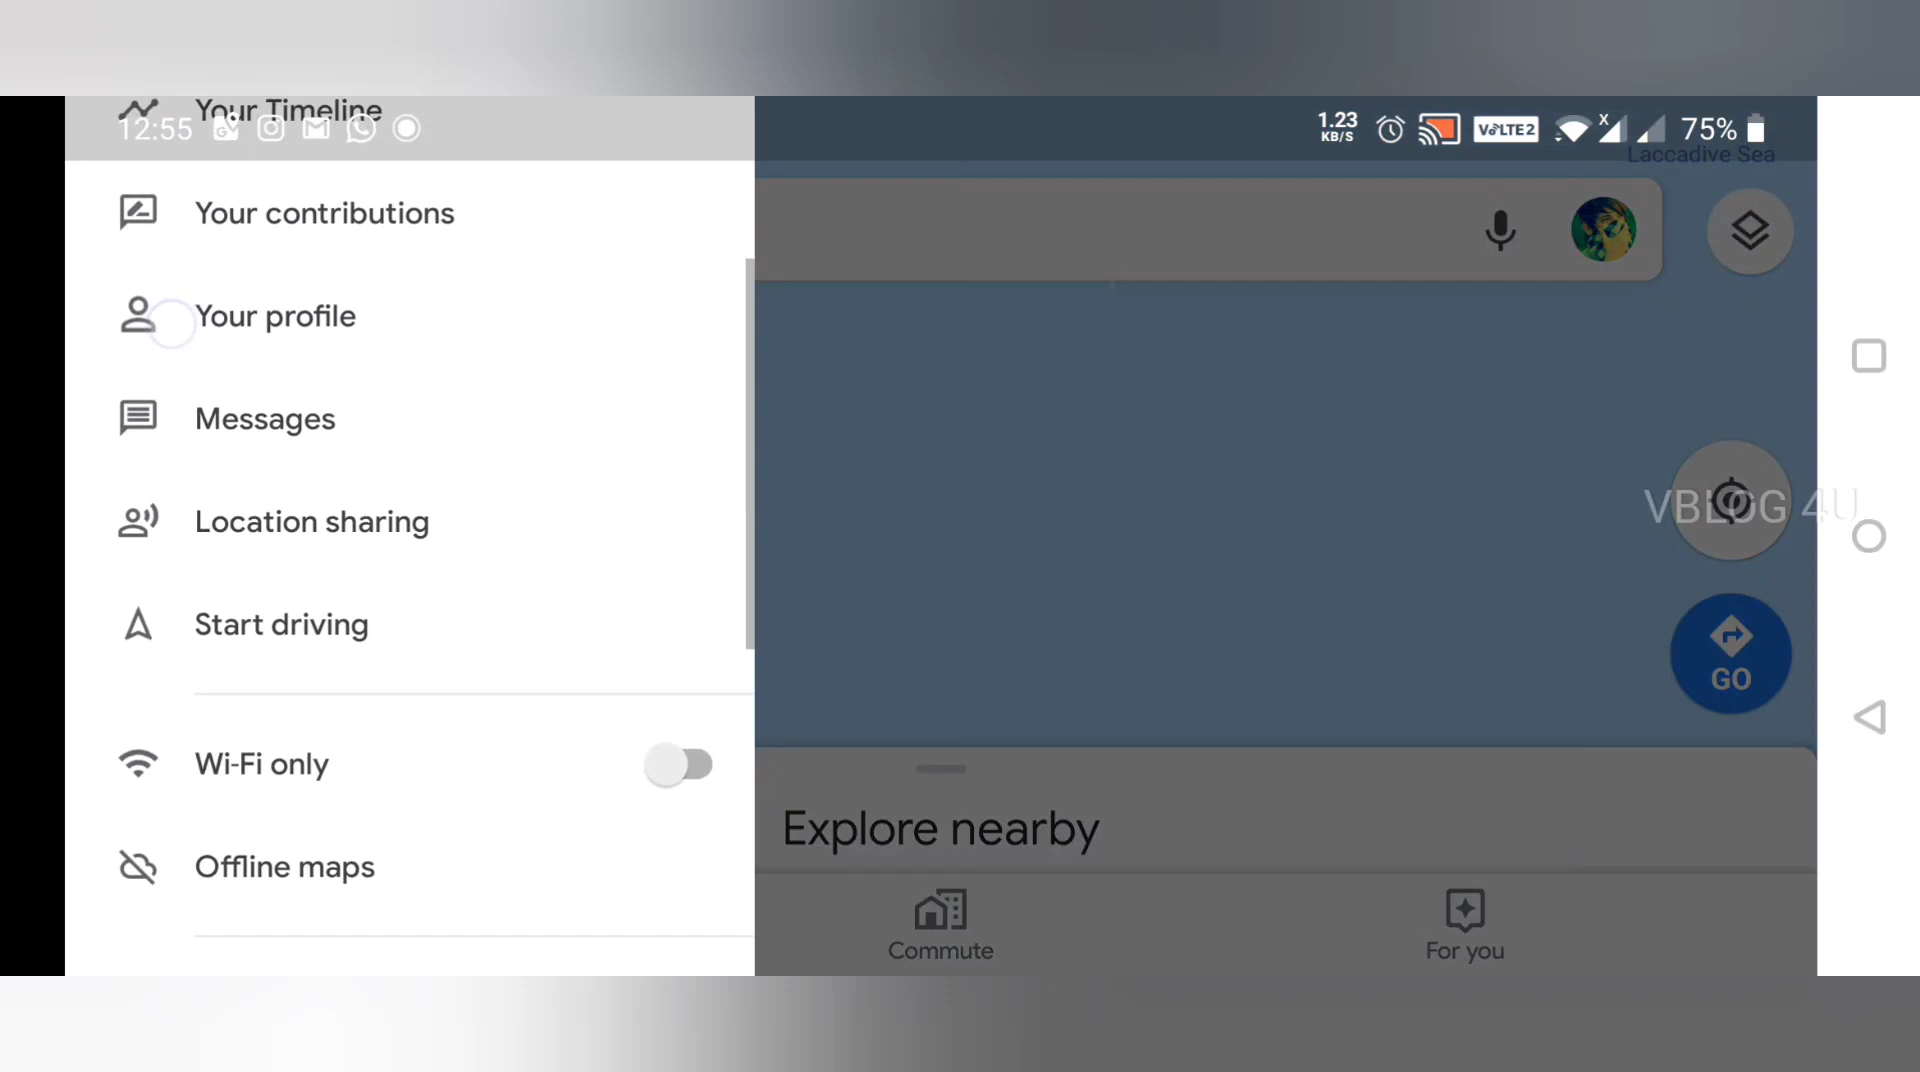 Your Timeline
12:55
1.23
KB/S
VoLTE2
X
75%
Laccadive Sea
Your contributions
Your profile
Messages
Location sharing
VBLOG 4U
Start driving
GO
Wi-Fi only
Explore nearby
Offline maps
Commute
For you